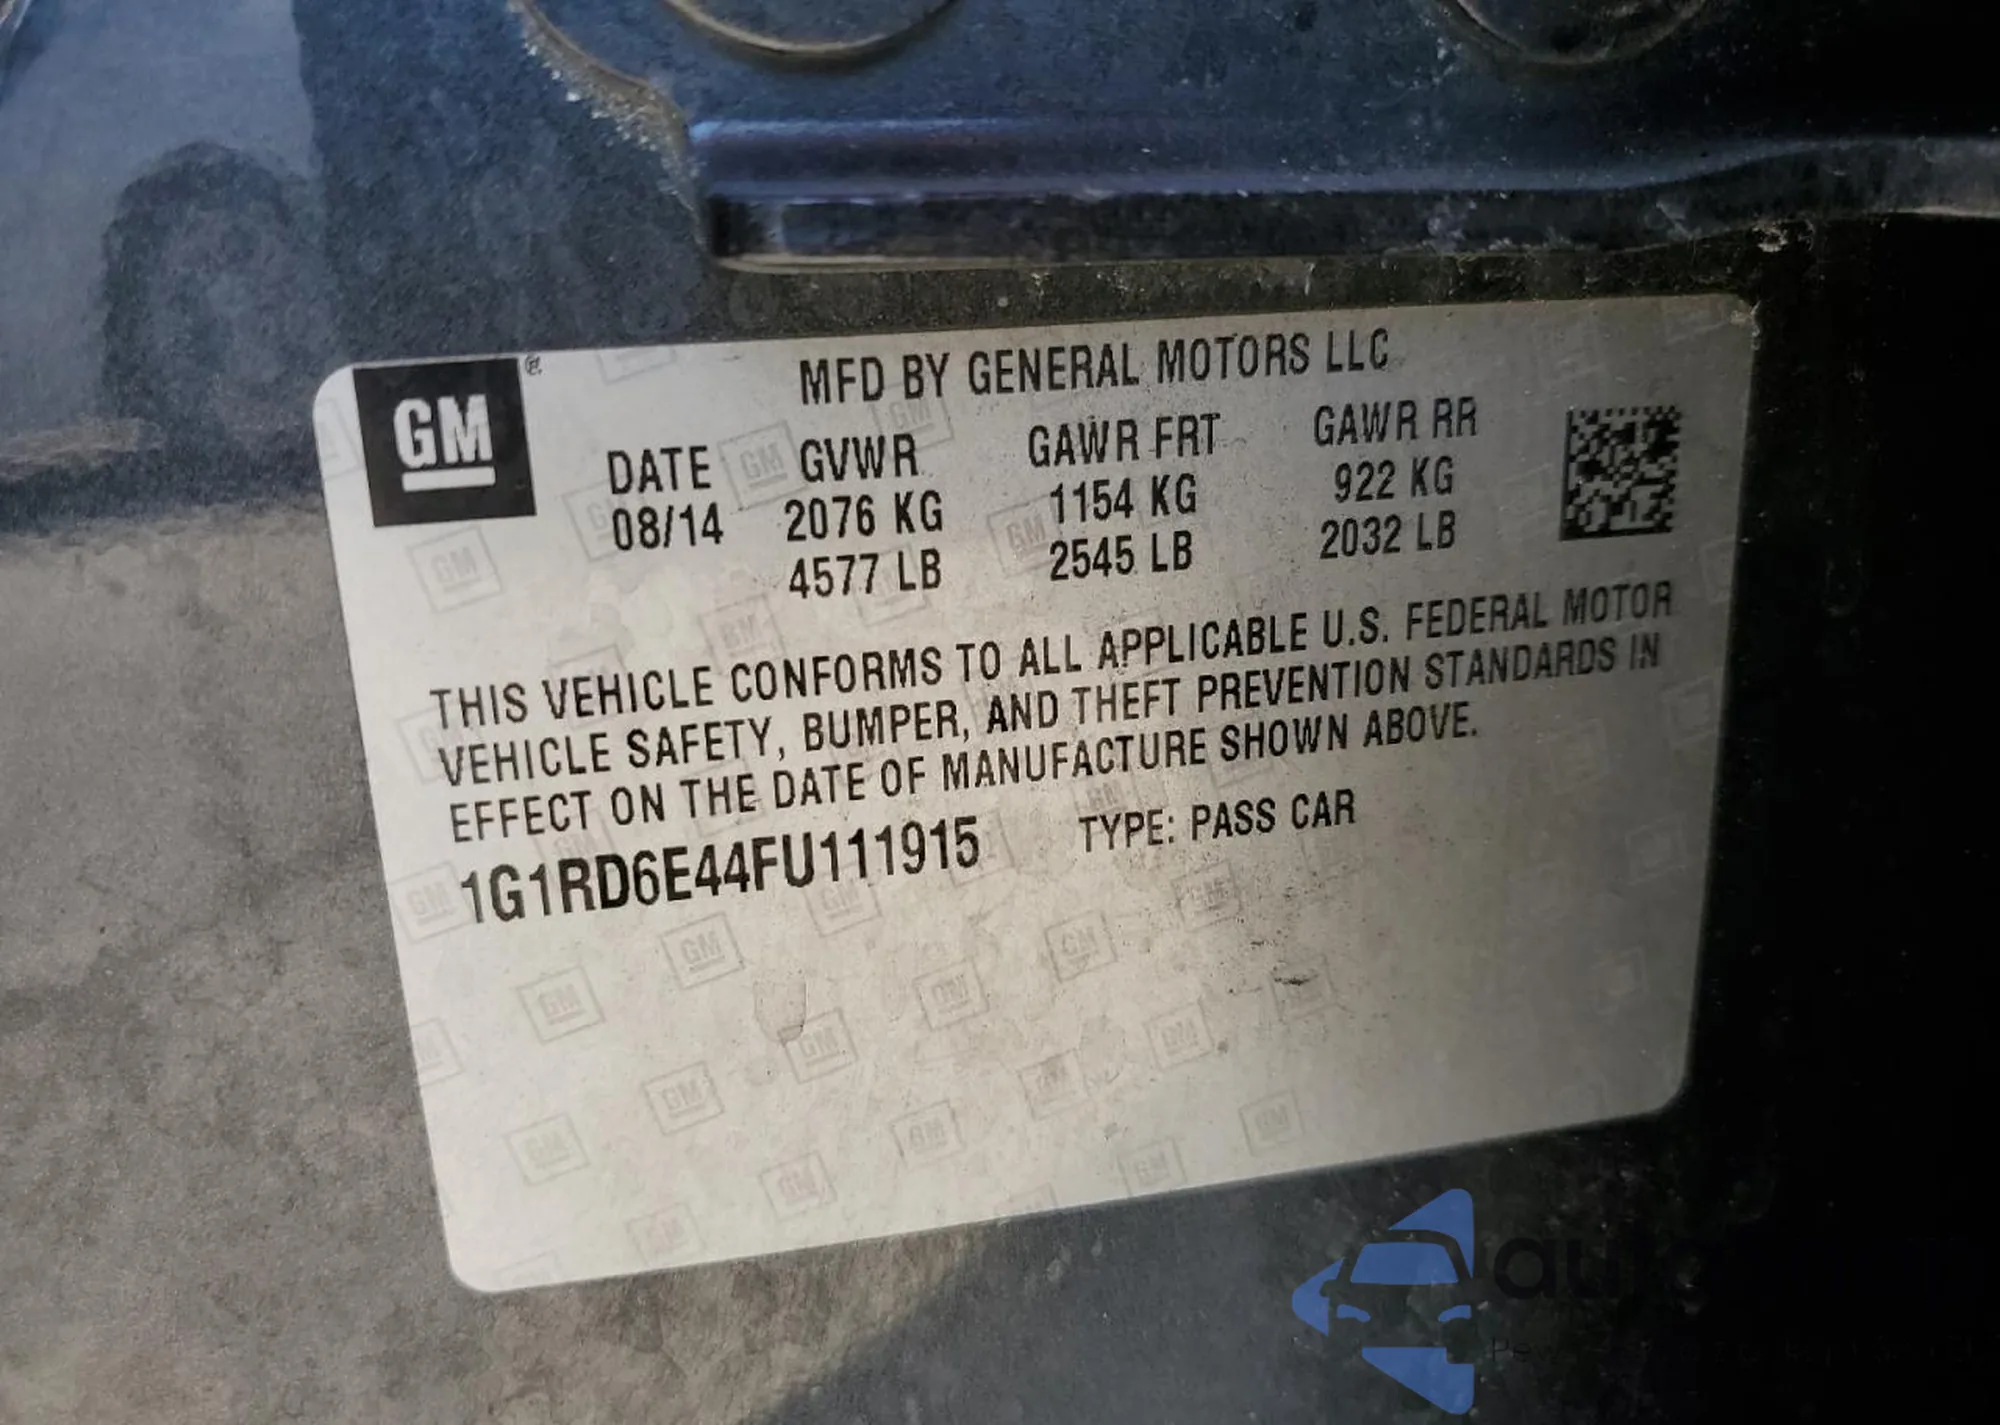 GM®
MFD BY GENERAL MOTORS LLC
DATE GVWR GAWR FRT GAWR RR
08/14 2076 KG 1154 KG 922 KG
4577 LB 2545 LB 2032 LB
THIS VEHICLE CONFORMS TO ALL APPLICABLE U.S. FEDERAL MOTOR
VEHICLE SAFETY, BUMPER, AND THEFT PREVENTION STANDARDS IN
EFFECT ON THE DATE OF MANUFACTURE SHOWN ABOVE.
1G1RD6E44FU111915 TYPE: PASS CAR